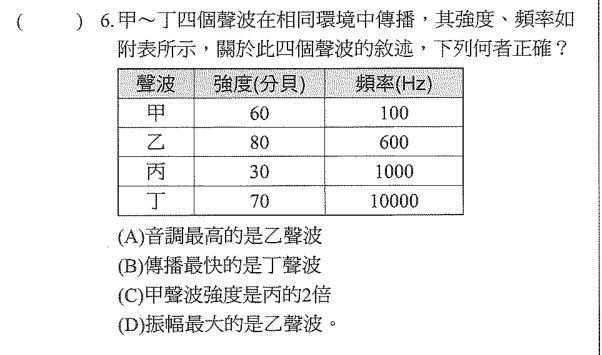 (　　) 6.甲～丁四個聲波在相同環境中傳播，其強度、頻率如
附表所示，關於此四個聲波的敘述，下列何者正確？
聲波 強度(分貝) 頻率(Hz)
甲 60 100
乙 80 600
丙 30 1000
丁 70 10000
(A)音調最高的是乙聲波
(B)傳播最快的是丁聲波
(C)甲聲波強度是丙的2倍
(D)振幅最大的是乙聲波。